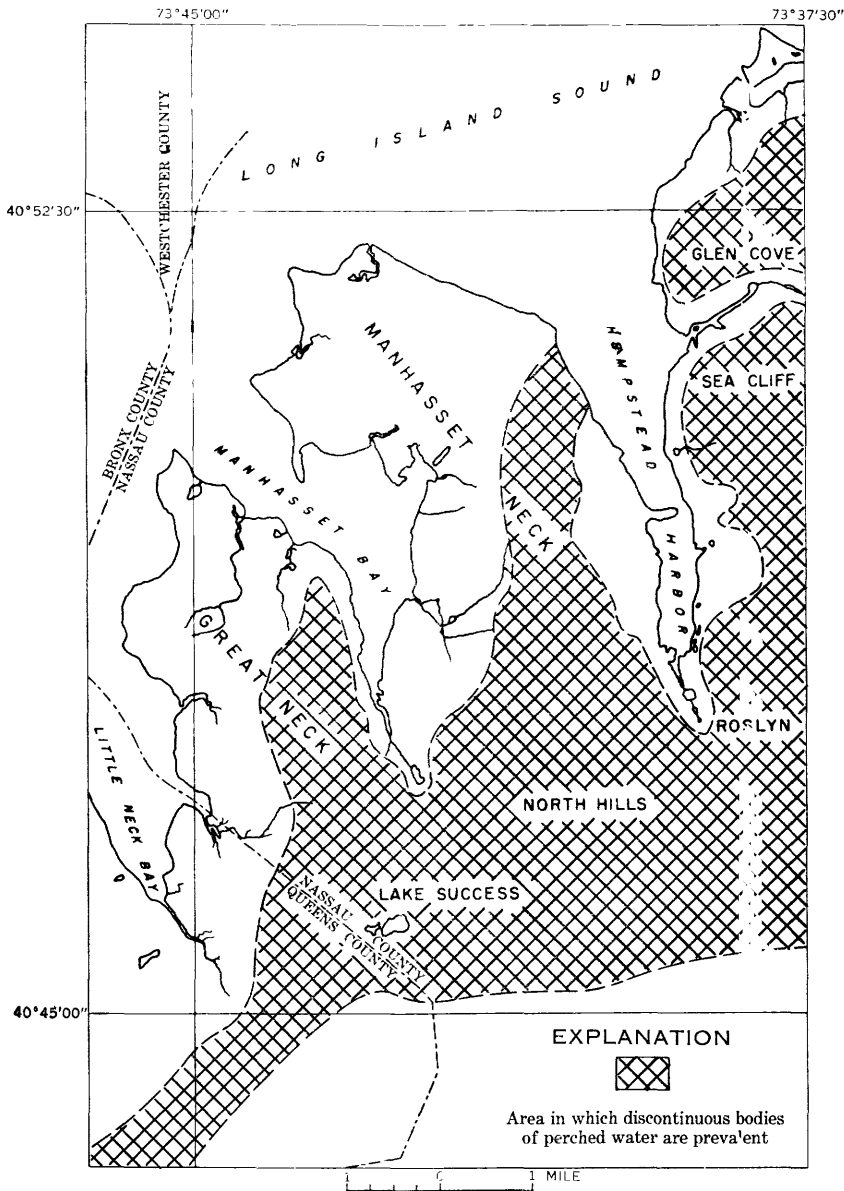 73°45'00"
73°37'30"
LONG ISLAND SOUND
WESTCHESTER COUNTY
40°52'30"
GLEN COVE
MANHASSET
HEMPSTEAD
SEA CLIFF
BRONX COUNTY
NASSAU COUNTY
MANHASSET BAY
NECK
HARBOR
GREAT
NECK
ROSLYN
LITTLE NECK BAY
NORTH HILLS
LAKE SUCCESS
NASSAU COUNTY
QUEENS COUNTY
40°45'00"
EXPLANATION
Area in which discontinuous bodies
of perched water are prevalent
1 0 1 MILE